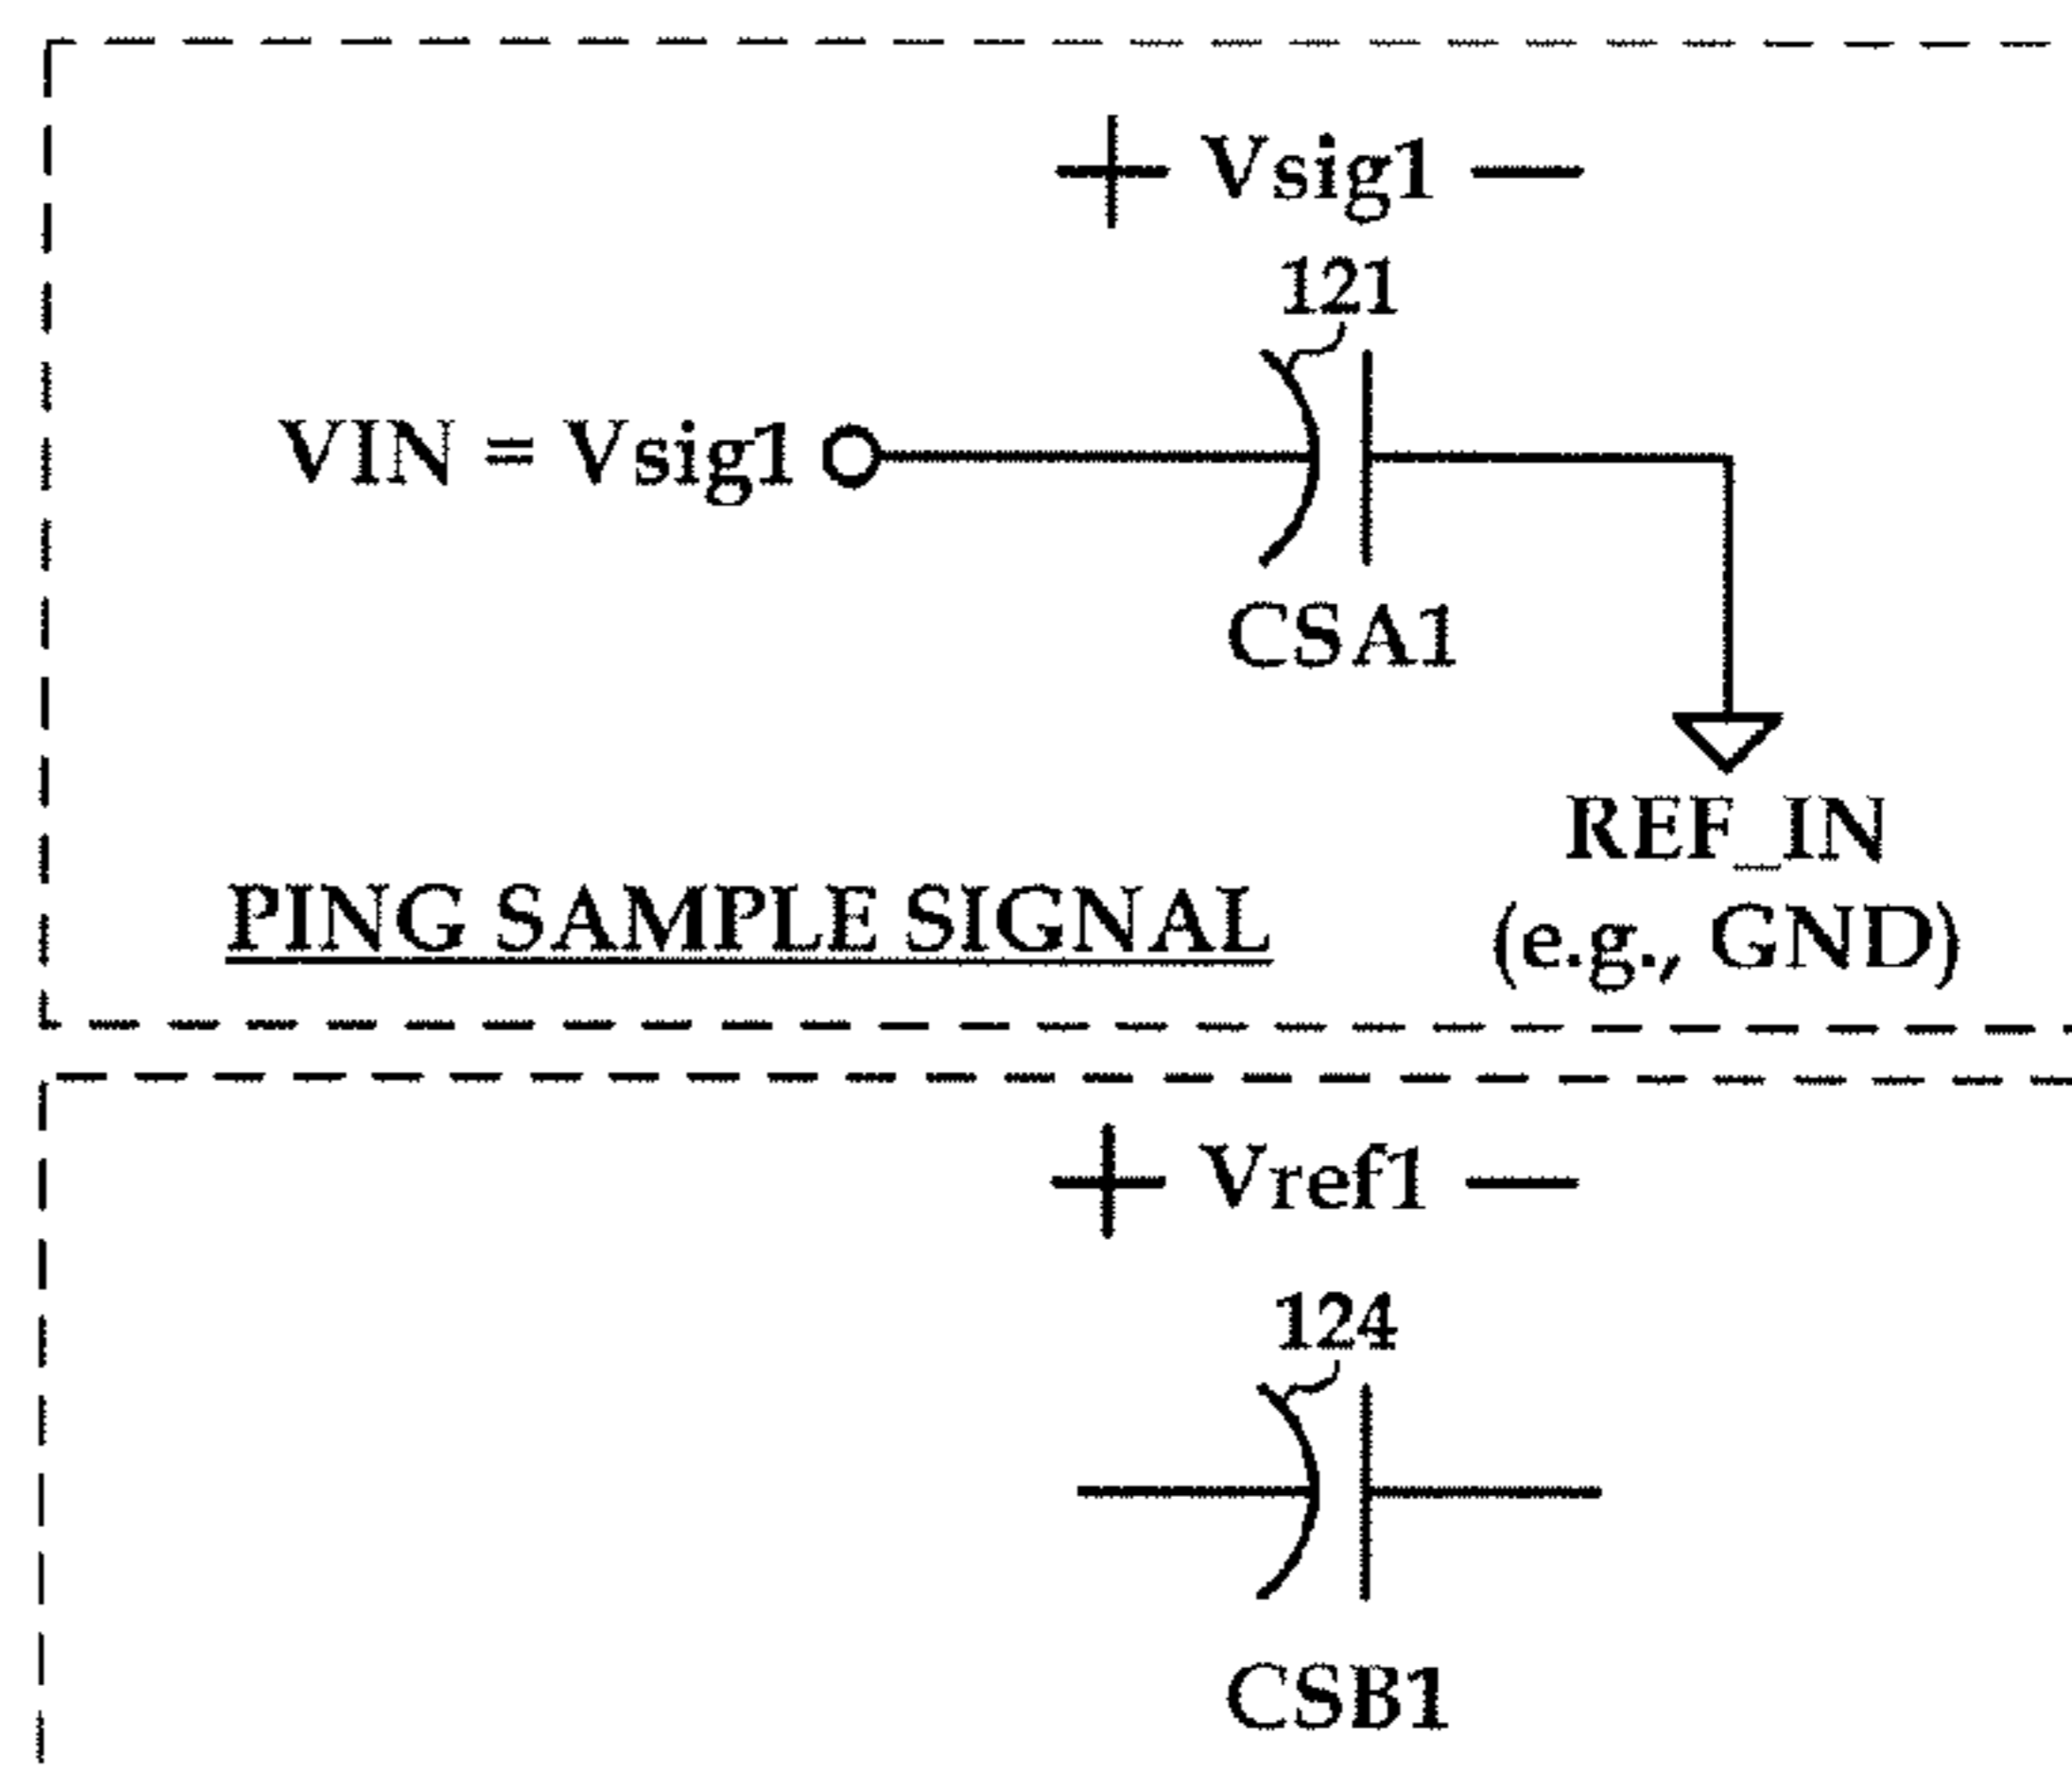 + Vsig1 —
121
VIN = Vsig1
CSA1
REF_IN
PING SAMPLE SIGNAL
(e.g., GND)
+ Vref1 —
124
CSB1